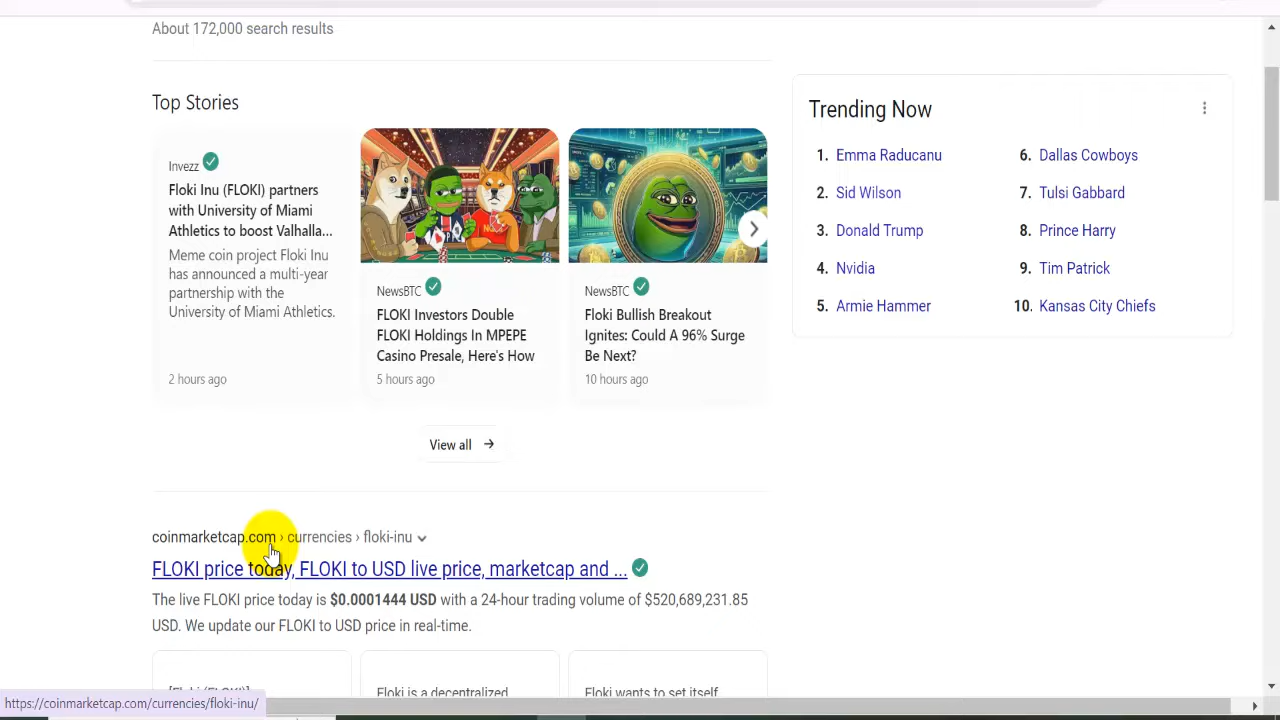 About 172,000 search results
Top Stories
Invezz
Floki Inu (FLOKI) partners
with University of Miami
Athletics to boost Valhalla...
Meme coin project Floki Inu
has announced a multi-year
partnership with the
University of Miami Athletics.
2 hours ago
NewsBTC
FLOKI Investors Double
FLOKI Holdings In MPEPE
Casino Presale, Here's How
5 hours ago
NewsBTC
Floki Bullish Breakout
Ignites: Could A 96% Surge
Be Next?
10 hours ago
View all
Trending Now
1. Emma Raducanu
2. Sid Wilson
3. Donald Trump
4. Nvidia
5. Armie Hammer
6. Dallas Cowboys
7. Tulsi Gabbard
8. Prince Harry
9. Tim Patrick
10. Kansas City Chiefs
coinmarketcap.com › currencies › floki-inu
FLOKI price today, FLOKI to USD live price, marketcap and ...
The live FLOKI price today is $0.0001444 USD with a 24-hour trading volume of $520,689,231.85
USD. We update our FLOKI to USD price in real-time.
[Floki (FLOKI)]
Floki is a decentralized
Floki wants to set itself
https://coinmarketcap.com/currencies/floki-inu/